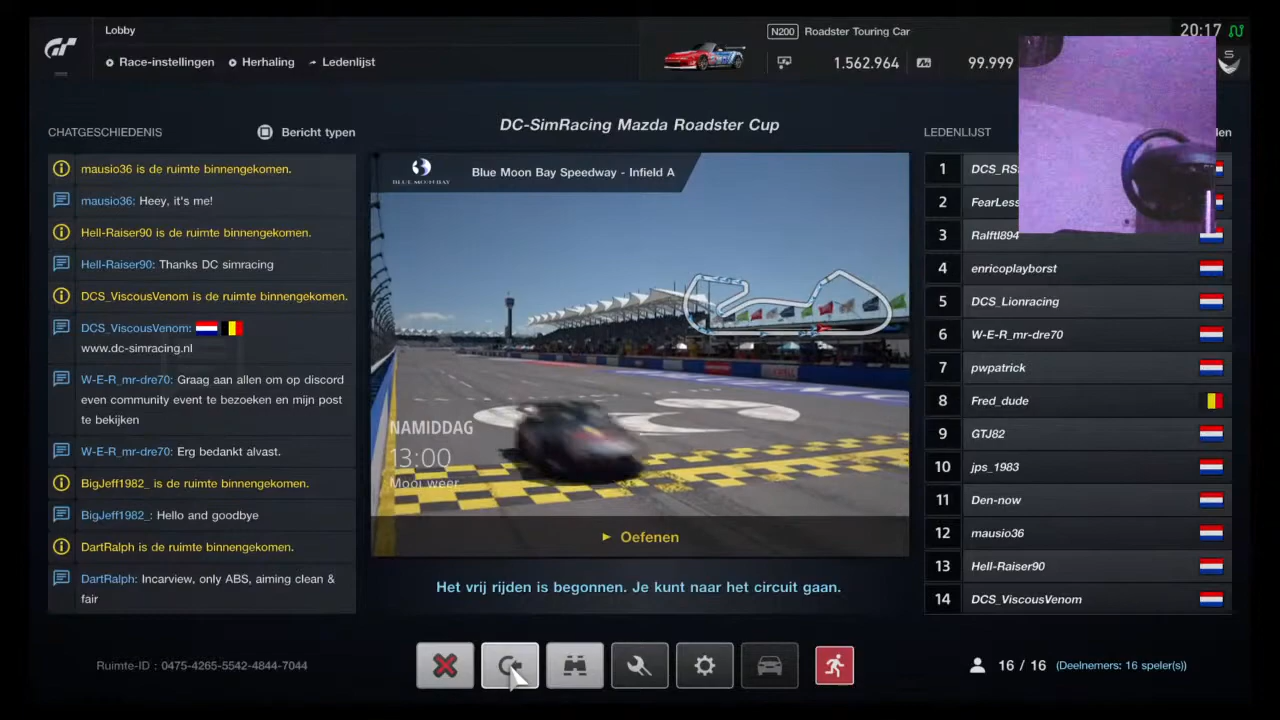 Lobby
N200 Roadster Touring Car
20:17
Race-instellingen Herhaling Ledenlijst
1.562.964 99.999
S
CHATGESCHIEDENIS Bericht typen
DC-SimRacing Mazda Roadster Cup
LEDENLIJST
mausio36 is de ruimte binnengekomen.
mausio36: Heey, it's me!
Hell-Raiser90 is de ruimte binnengekomen.
Hell-Raiser90: Thanks DC simracing
DCS_ViscousVenom is de ruimte binnengekomen.
DCS_ViscousVenom:
www.dc-simracing.nl
W-E-R_mr-dre70: Graag aan allen om op discord
even community event te bezoeken en mijn post
te bekijken
W-E-R_mr-dre70: Erg bedankt alvast.
BigJeff1982_ is de ruimte binnengekomen.
BigJeff1982_: Hello and goodbye
DartRalph is de ruimte binnengekomen.
DartRalph: Incarview, only ABS, aiming clean &
fair
BLUE MOON BAY
Blue Moon Bay Speedway - Infield A
NAMIDDAG
13:00
Mooi weer
Oefenen
Het vrij rijden is begonnen. Je kunt naar het circuit gaan.
1 DCS_RS
2 FearLess
3 Ralftl894
4 enricoplayborst
5 DCS_Lionracing
6 W-E-R_mr-dre70
7 pwpatrick
8 Fred_dude
9 GTJ82
10 jps_1983
11 Den-now
12 mausio36
13 Hell-Raiser90
14 DCS_ViscousVenom
Ruimte-ID : 0475-4265-5542-4844-7044
16 / 16 (Deelnemers: 16 speler(s))